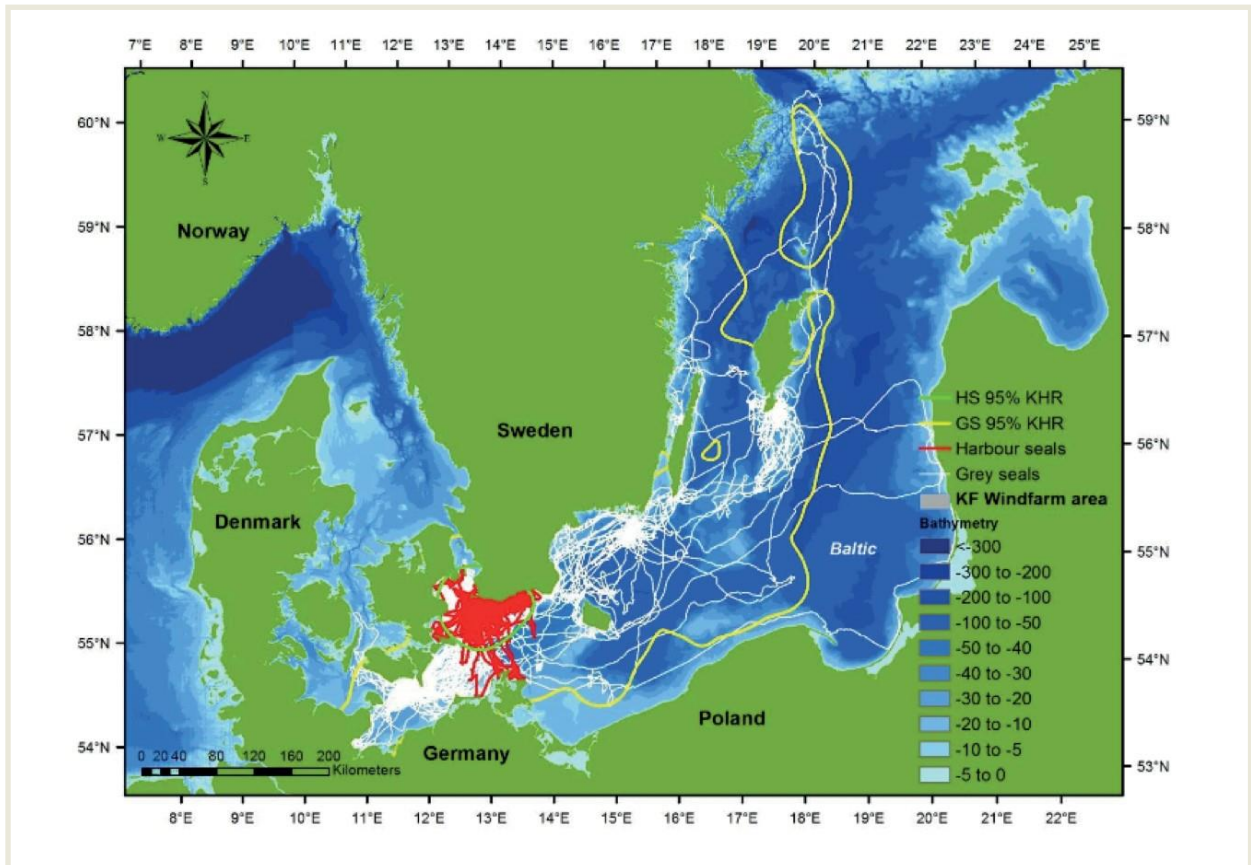 7°E 8°E 9°E 10°E 11°E 12°E 13°E 14°E 15°E 16°E 17°E 18°E 19°E 20°E 22°E 23°E 25°E
N
W E
S
60°N
59°N
59°N
58°N
Norway
58°N
57°N
HS 95% KHR
57°N
Sweden
56°N
GS 95% KHR
Harbour seals
Grey seals
KF Windfarm area
Denmark
Bathymetry
56°N
Baltic
55°N
<-300
-300 to -200
-200 to -100
-100 to -50
55°N
54°N
-50 to -40
-40 to -30
-30 to -20
Poland
-20 to -10
54°N
Germany
53°N
-10 to -5
-5 to 0
0 20 40 80 120 160 200
Kilometers
8°E 9°E 10°E 11°E 12°E 13°E 14°E 15°E 16°E 17°E 18°E 19°E 20°E 21°E 22°E